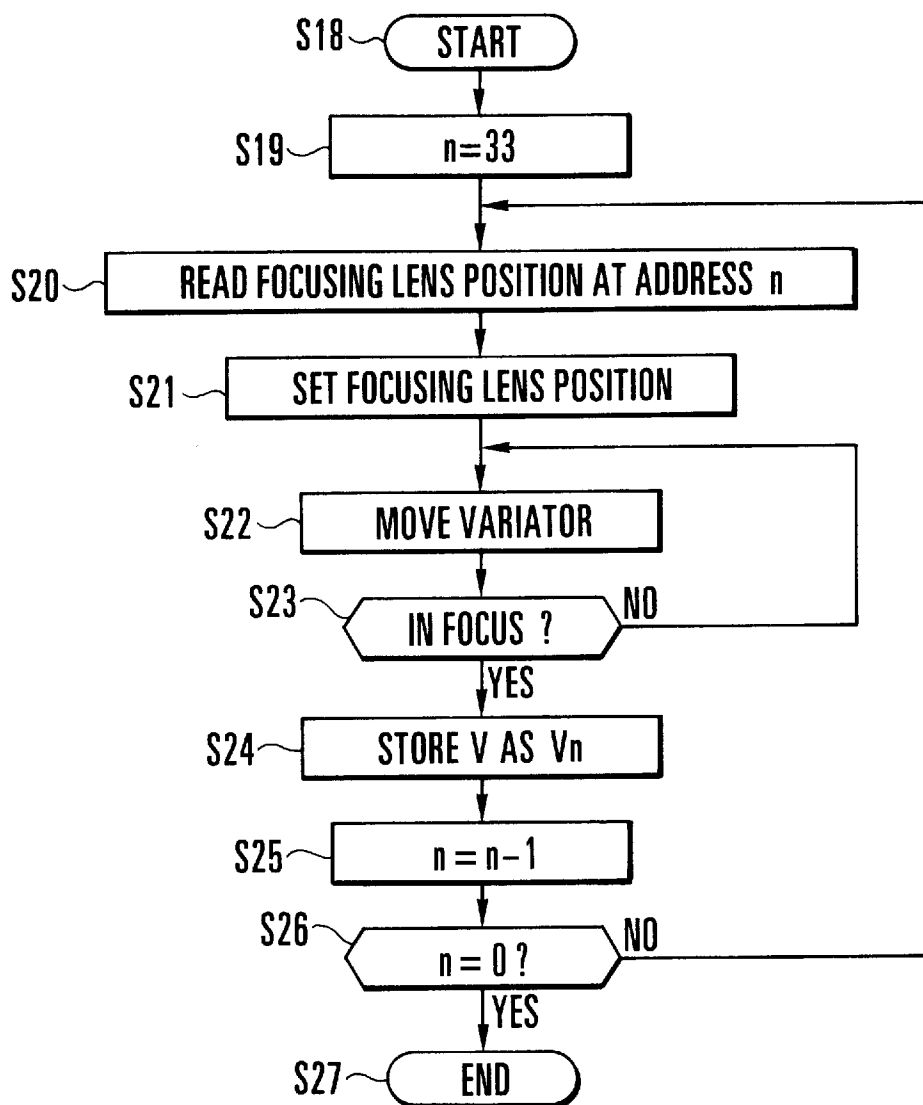 S18 START
S19 n=33
S20 READ FOCUSING LENS POSITION AT ADDRESS n
S21 SET FOCUSING LENS POSITION
S22 MOVE VARIATOR
S23 IN FOCUS ? NO
YES
S24 STORE V AS Vn
S25 n = n-1
S26 n = 0 ? NO
YES
S27 END